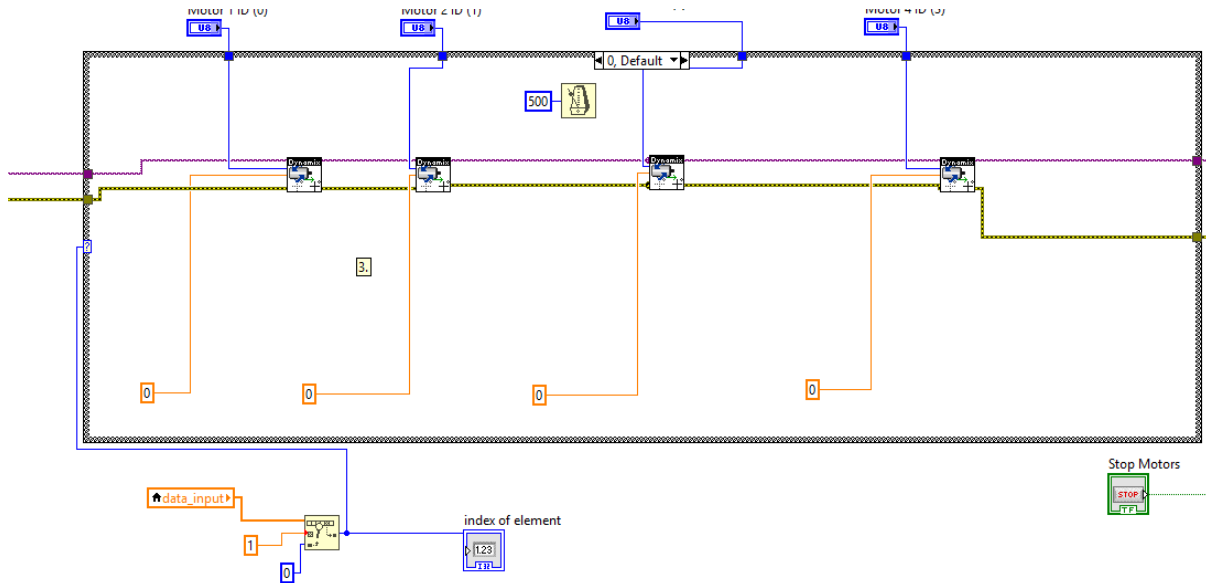 Motor 1 ID (0)
Motor 2 ID (1)
Motor 4 ID (3)
U8
U8
U8
U8
0, Default
500
Dynamix
Dynamix
Dynamix
Dynamix
3.
0
0
0
0
Stop Motors
STOP
TF
data_input
1
0
index of element
1.23
I32